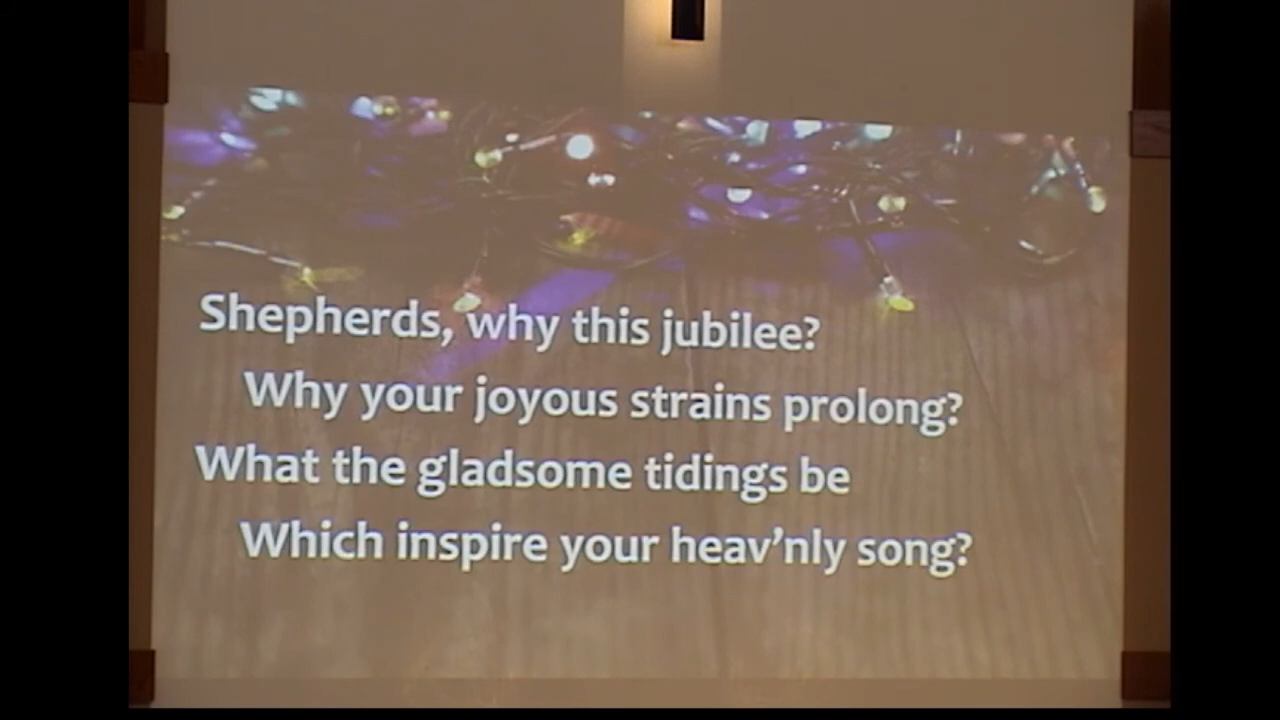 Shepherds, why this jubilee?
Why your joyous strains prolong?
What the gladsome tidings be
Which inspire your heav’nly song?